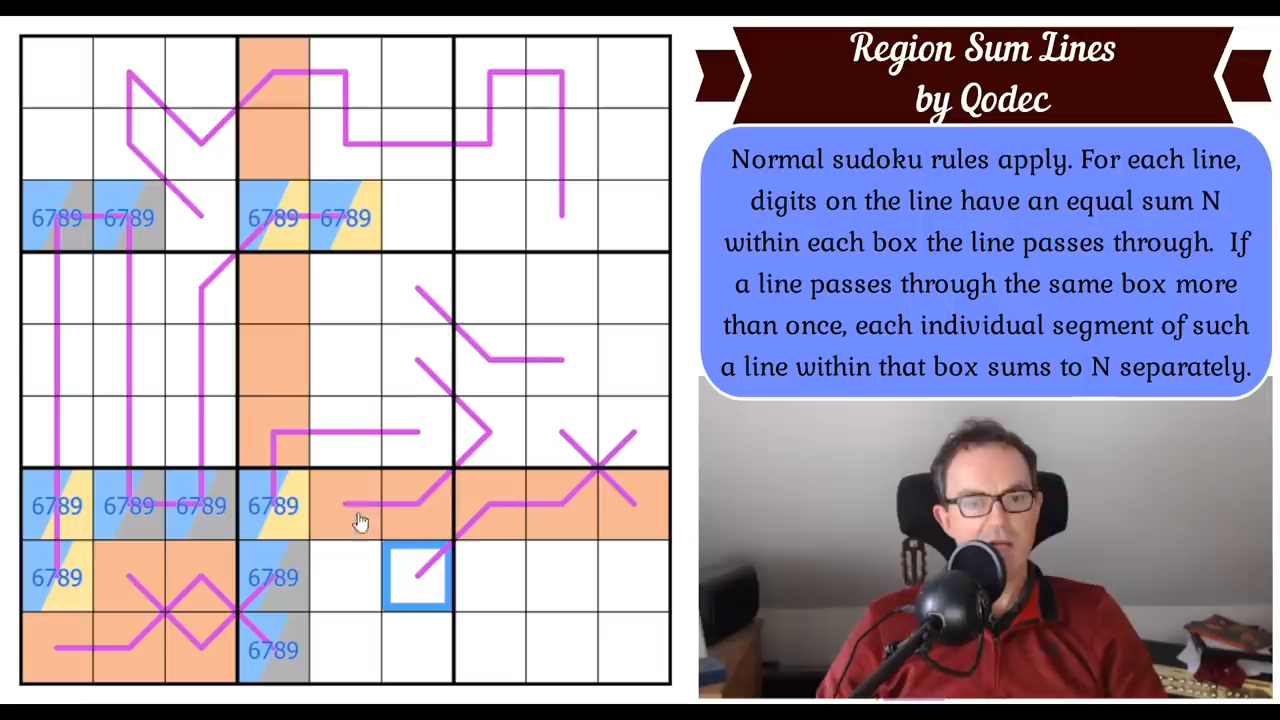 Region Sum Lines
by Qodec
Normal sudoku rules apply. For each line,
digits on the line have an equal sum N
within each box the line passes through. If
a line passes through the same box more
than once, each individual segment of such
a line within that box sums to N separately.
6789 6789 6789 6789
6789 6789 6789 6789
6789 6789
6789